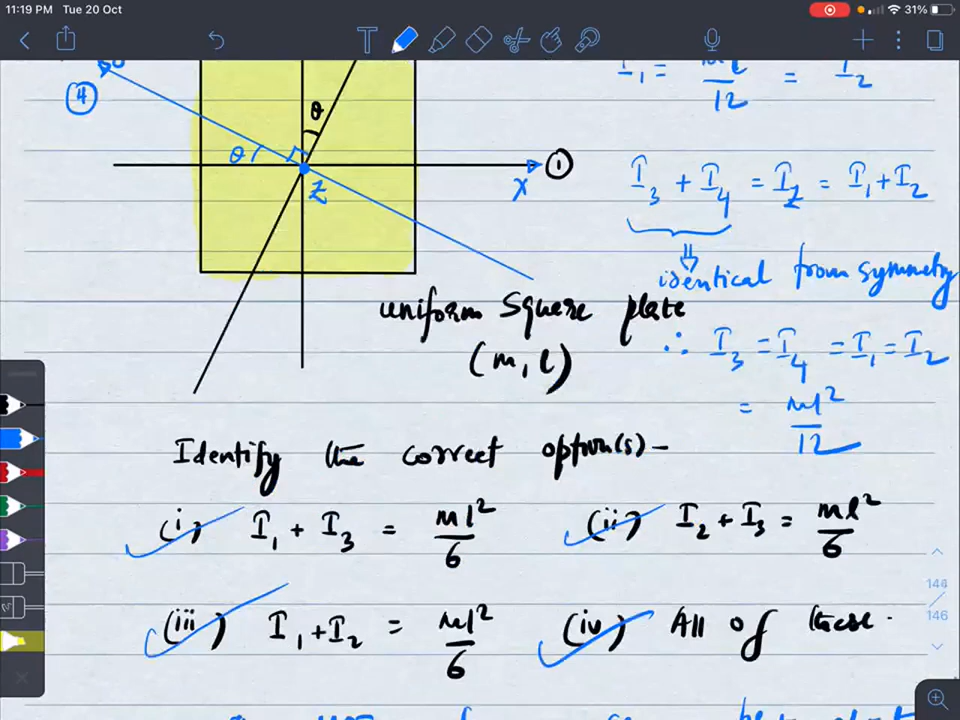 11:19 PM Tue 20 Oct
31%
④
θ
θ
I₁ = ml²/12 = I₂
①
X
Z
I₃ + I₄ = I_Z = I₁ + I₂
identical from symmetry
uniform square plate
(m, l)
∴ I₃ = I₄ = I₁ = I₂
= ml²/12
Identify the correct option(s) –
(i) I₁ + I₃ = ml²/6
(ii) I₂ + I₃ = ml²/6
(iii) I₁ + I₂ = ml²/6
(iv) All of these.
144
146